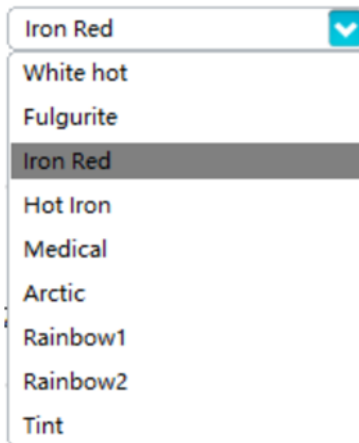 Iron Red
White hot
Fulgurite
Iron Red
Hot Iron
Medical
Arctic
Rainbow1
Rainbow2
Tint